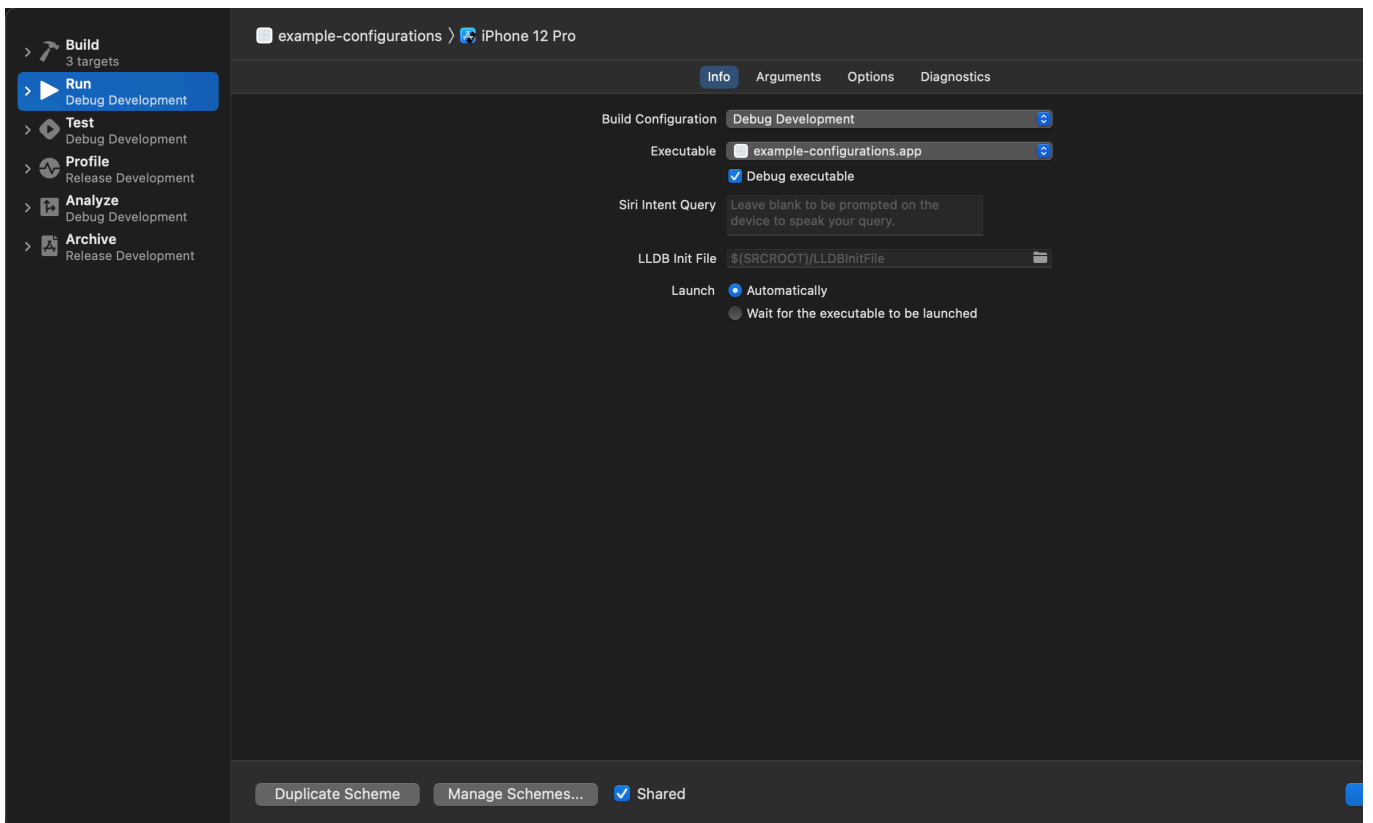 Build
3 targets
Run
Debug Development
Test
Debug Development
Profile
Release Development
Analyze
Debug Development
Archive
Release Development
example-configurations 〉 iPhone 12 Pro
Info Arguments Options Diagnostics
Build Configuration Debug Development
Executable example-configurations.app
Debug executable
Siri Intent Query Leave blank to be prompted on the
device to speak your query.
LLDB Init File $(SRCROOT)/LLDBInitFile
Launch Automatically
Wait for the executable to be launched
Duplicate Scheme Manage Schemes... Shared